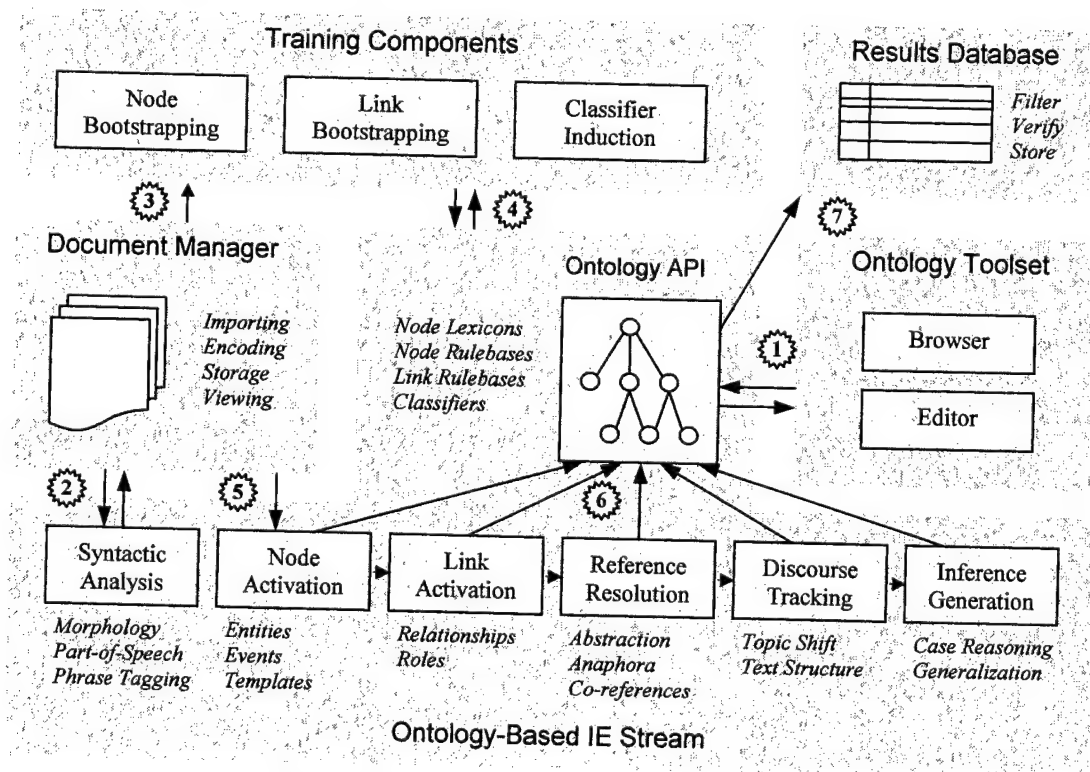 Training Components
Node
Bootstrapping
Link
Bootstrapping
Classifier
Induction
Results Database
Filter
Verify
Store
3
4
7
Document Manager
Importing
Encoding
Storage
Viewing
Node Lexicons
Node Rulebases
Link Rulebases
Classifiers
Ontology API
1
Ontology Toolset
Browser
Editor
2
5
6
Syntactic
Analysis
Morphology
Part-of-Speech
Phrase Tagging
Node
Activation
Entities
Events
Templates
Link
Activation
Relationships
Roles
Reference
Resolution
Abstraction
Anaphora
Co-references
Discourse
Tracking
Topic Shift
Text Structure
Inference
Generation
Case Reasoning
Generalization
Ontology-Based IE Stream